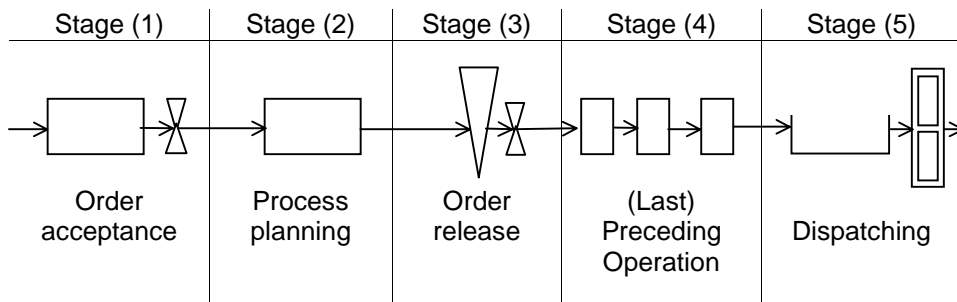 Stage (1)
Stage (2)
Stage (3)
Stage (4)
Stage (5)
Order
acceptance
Process
planning
Order
release
(Last)
Preceding
Operation
Dispatching